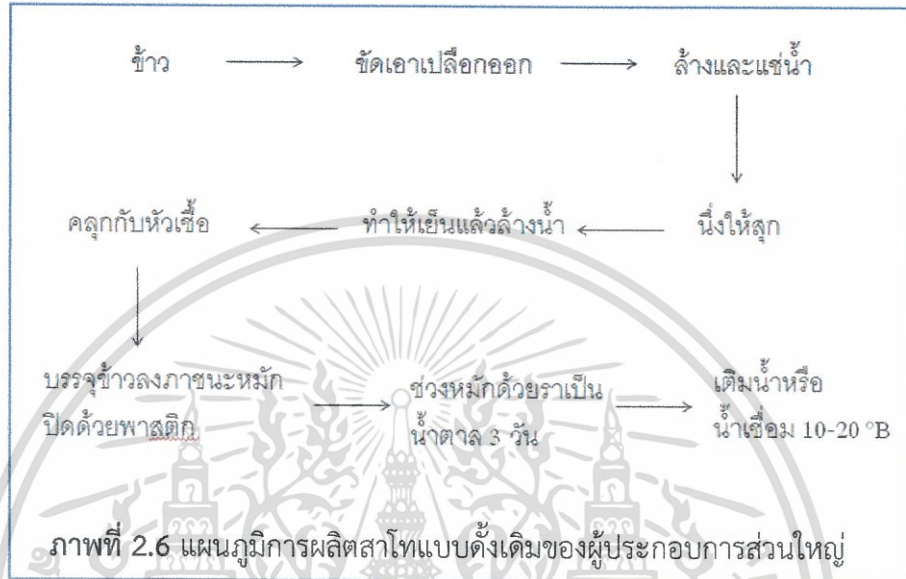 ข้าว ขัดเอาเปลือกออก ล้างและแช่น้ำ
นึ่งให้สุก ทำให้เย็นแล้วล้างน้ำ คลุกกับหัวเชื้อ
บรรจุข้าวลงภาชนะหมัก
ปิดด้วยพาสติก
ช่วงหมักด้วยราเป็น
น้ำตาล 3 วัน
เติมน้ำหรือ
น้ำเชื่อม 10-20 °B
ภาพที่ 2.6 แผนภูมิการผลิตสาโทแบบดั้งเดิมของผู้ประกอบการส่วนใหญ่